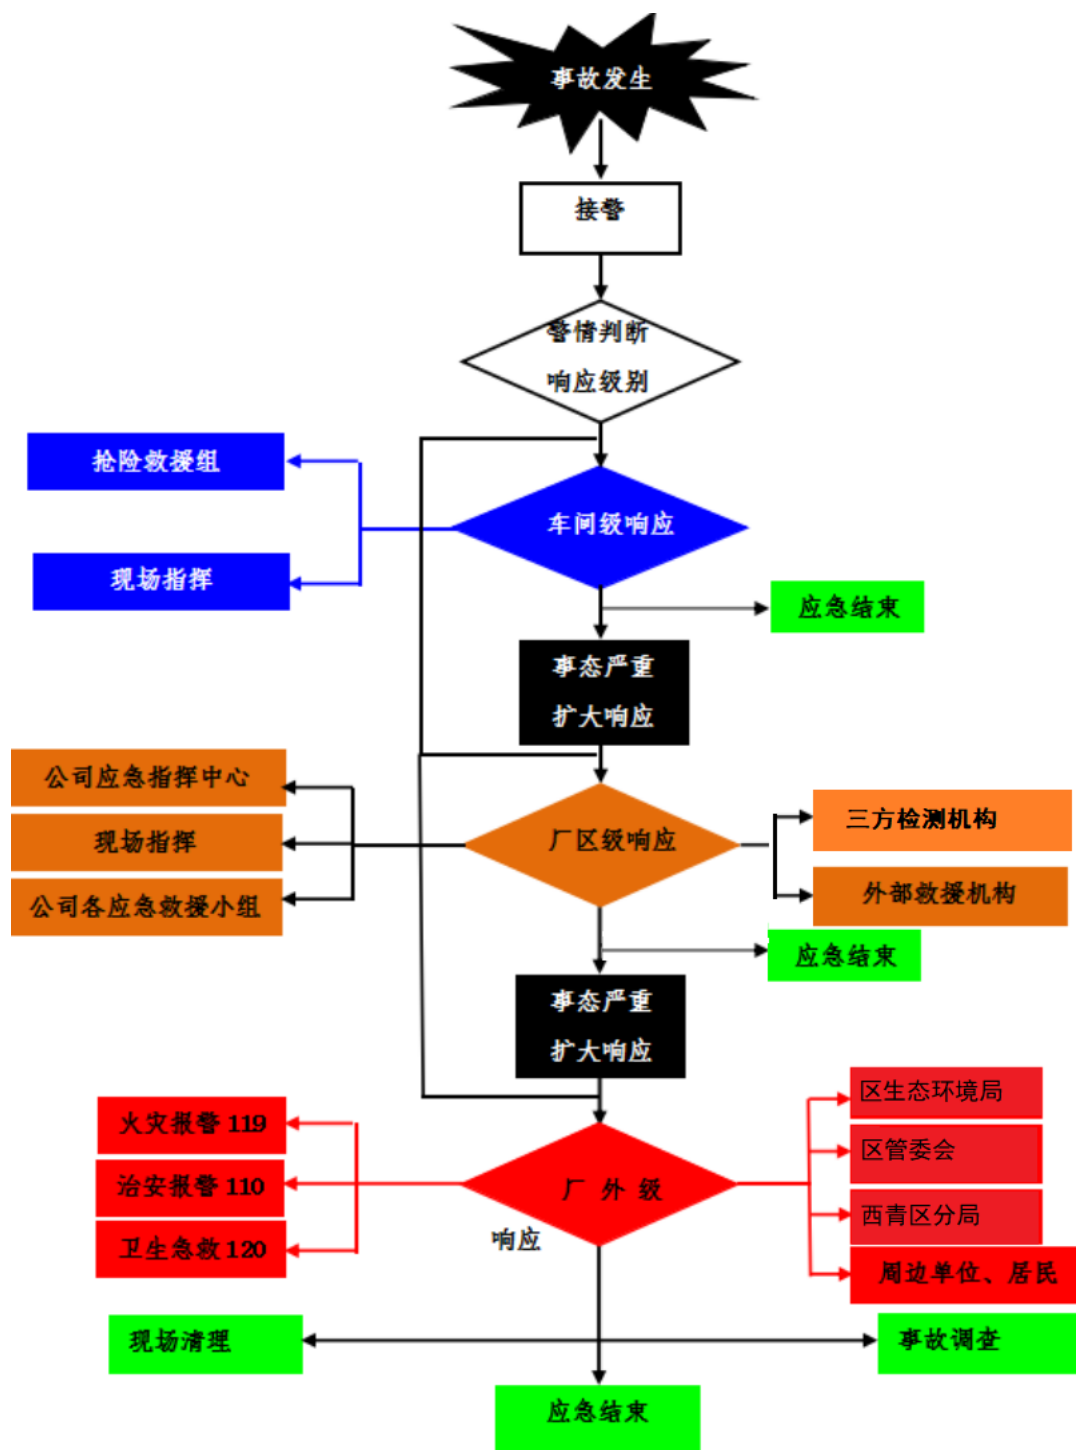 事故发生
接警
警情判断
响应级别
抢险救援组
车间级响应
现场指挥
应急结束
事态严重
扩大响应
公司应急指挥中心
三方检测机构
现场指挥
厂区级响应
外部救援机构
公司各应急救援小组
应急结束
事态严重
扩大响应
区生态环境局
火灾报警 119
区管委会
治安报警 110
厂 外 级
西青区分局
响应
卫生急救 120
周边单位、居民
现场清理
事故调查
应急结束